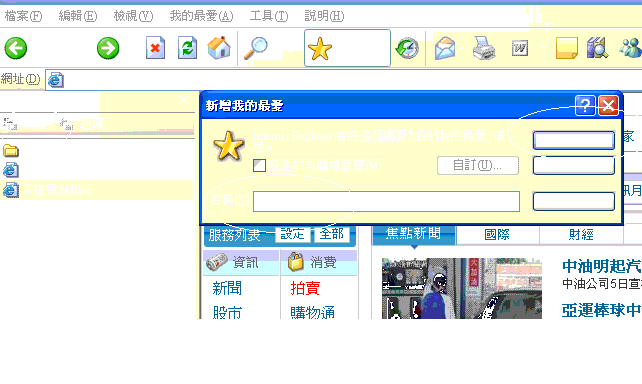 檔案(F) 編輯(E) 檢視(V) 我的最愛(A) 工具(T) 說明(H)
網址(D)
新增我的最愛
自訂(U)...
家
訊月
服務列表 設定 全部
焦點新聞 國際 財經
資訊 消費
新聞 拍賣
股市 購物通
中油明起汽
中油公司5日宣
亞運棒球中